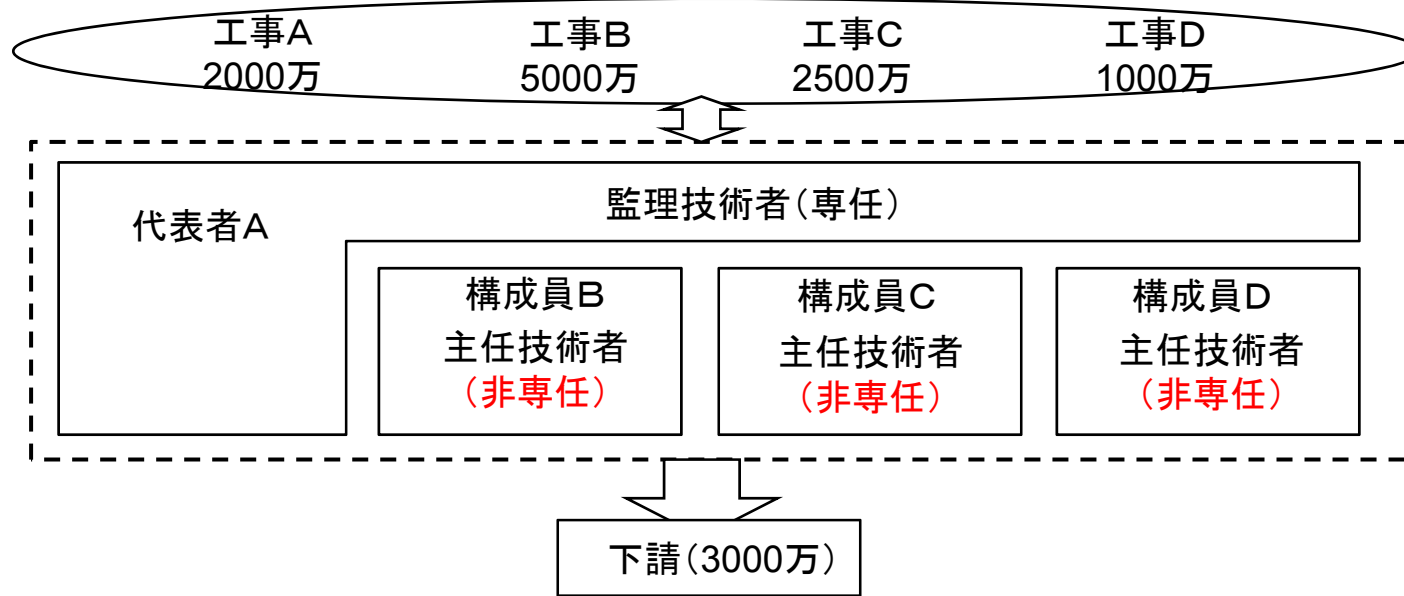 工事A
2000万
工事B
5000万
工事C
2500万
工事D
1000万
代表者A
監理技術者(専任)
構成員B
主任技術者
(非専任)
構成員C
主任技術者
(非専任)
構成員D
主任技術者
(非専任)
下請(3000万)